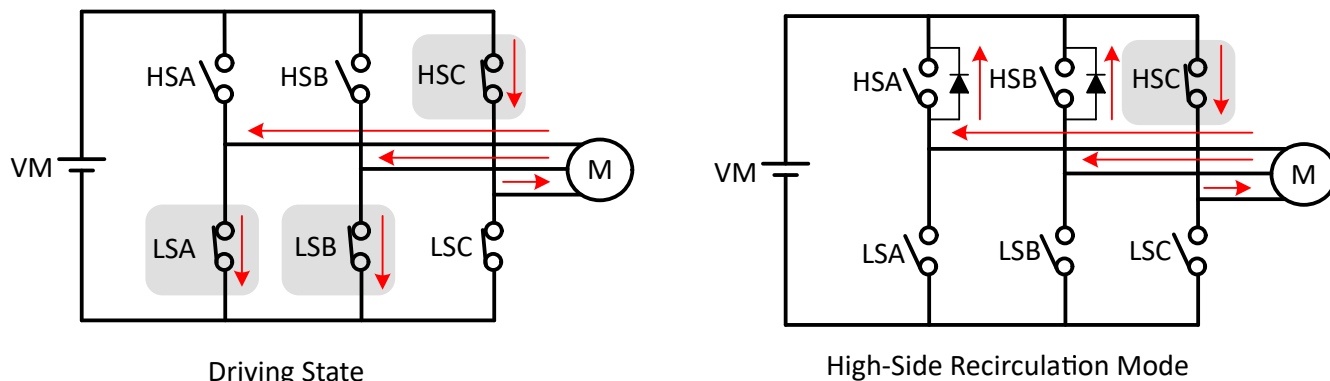 HSA
HSB
HSC
VM
M
LSA
LSB
LSC
Driving State
HSA
HSB
HSC
VM
M
LSA
LSB
LSC
High-Side Recirculation Mode